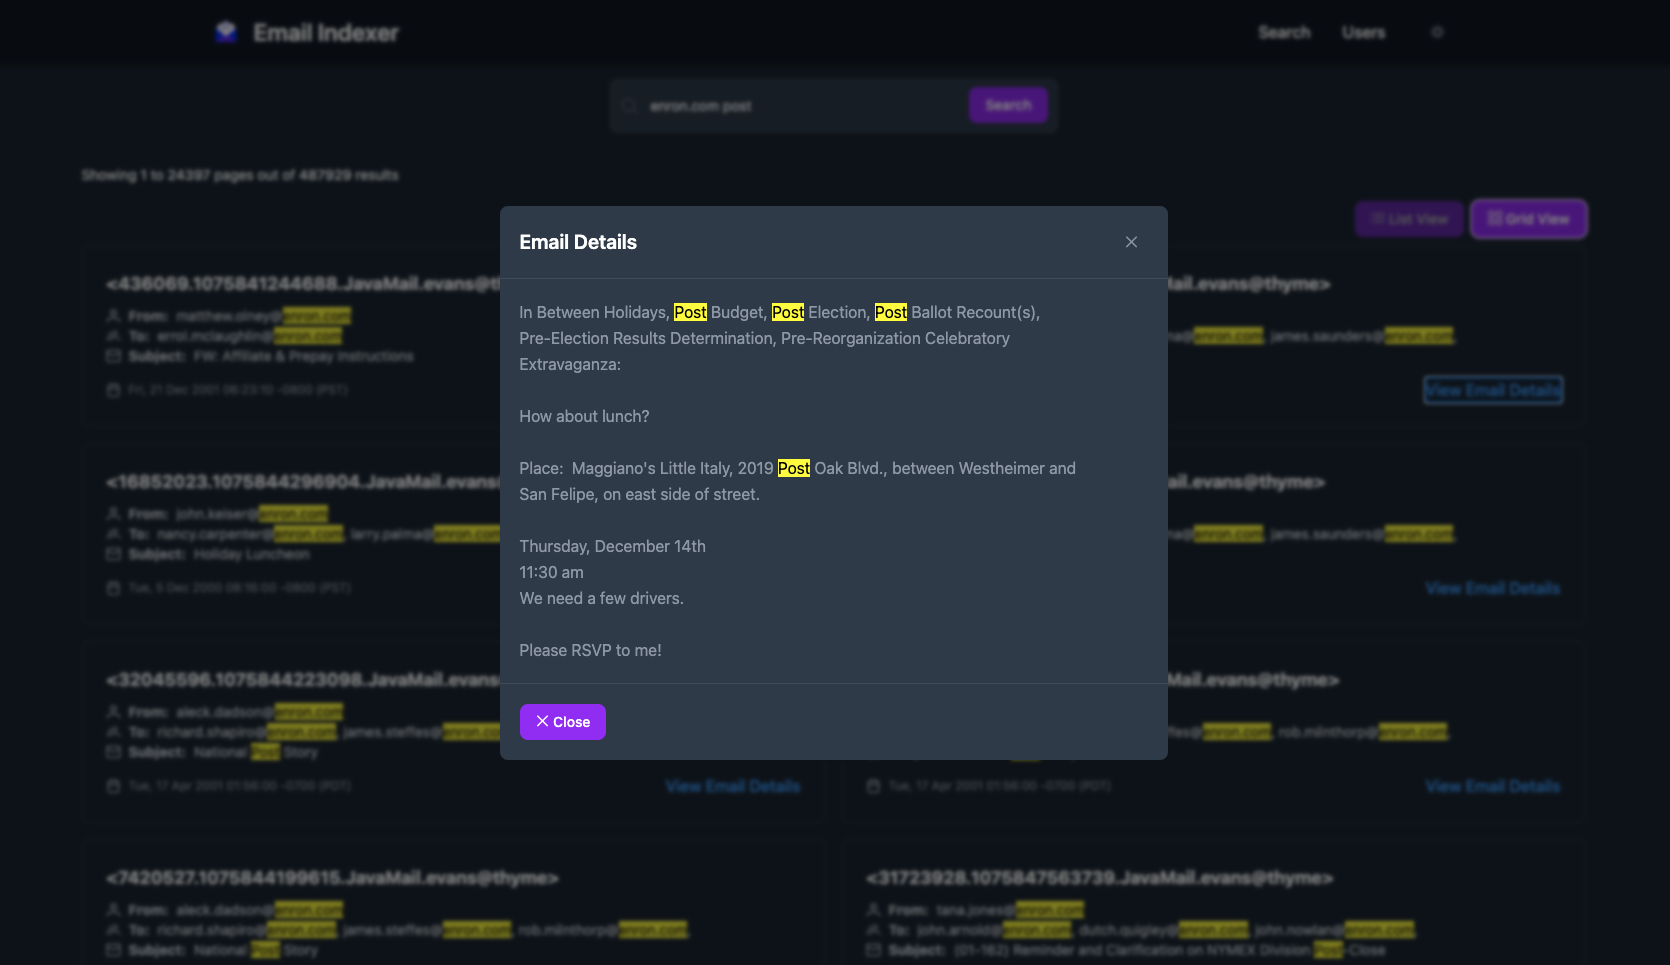 Email Indexer
Search
Users
enron.com post
Search
Showing 1 to 24397 pages out of 487929 results
List View
Grid View
Email Details
In Between Holidays, Post Budget, Post Election, Post Ballot Recount(s),
Pre-Election Results Determination, Pre-Reorganization Celebratory
Extravaganza:
How about lunch?
Place:  Maggiano's Little Italy, 2019 Post Oak Blvd., between Westheimer and
San Felipe, on east side of street.
Thursday, December 14th
11:30 am
We need a few drivers.
Please RSVP to me!
Close
<436069.1075841244688.JavaMail.evans@th
From: matthew.olney@enron.com
To: errol.mclaughlin@enron.com
Subject: FW: Affiliate & Prepay Instructions
Fri, 21 Dec 2001 06:23:10 -0800 (PST)
Mail.evans@thyme>
ma@enron.com, james.saunders@enron.com,
View Email Details
<16852023.1075844296904.JavaMail.evans
From: john.keiser@enron.com
To: nancy.carpenter@enron.com, larry.palma@enron.com
Subject: Holiday Luncheon
Tue, 5 Dec 2000 08:16:00 -0800 (PST)
ail.evans@thyme>
ma@enron.com, james.saunders@enron.com,
View Email Details
<32045596.1075844223098.JavaMail.evans
From: aleck.dadson@enron.com
To: richard.shapiro@enron.com, james.steffes@enron.com
Subject: National Post Story
Tue, 17 Apr 2001 01:56:00 -0700 (PDT)
View Email Details
Mail.evans@thyme>
fes@enron.com, rob.milnthorp@enron.com,
Tue, 17 Apr 2001 01:56:00 -0700 (PDT)
View Email Details
<7420527.1075844199615.JavaMail.evans@thyme>
From: aleck.dadson@enron.com
To: richard.shapiro@enron.com, james.steffes@enron.com, rob.milnthorp@enron.com,
Subject: National Post Story
<31723928.1075847563739.JavaMail.evans@thyme>
From: tana.jones@enron.com
To: john.arnold@enron.com, dutch.quigley@enron.com, john.nowlan@enron.com,
Subject: (01-162) Reminder and Clarification on NYMEX Division Post-Close